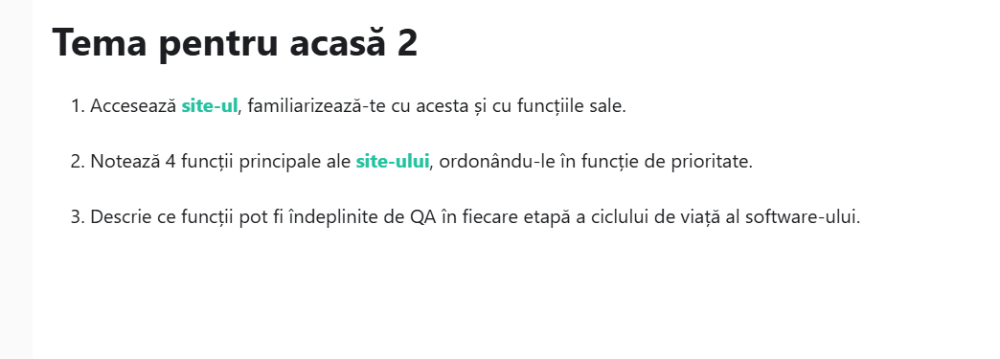 Tema pentru acasă 2
1. Accesează site-ul, familiarizează-te cu acesta și cu funcțiile sale.
2. Notează 4 funcții principale ale site-ului, ordonându-le în funcție de prioritate.
3. Descrie ce funcții pot fi îndeplinite de QA în fiecare etapă a ciclului de viață al software-ului.